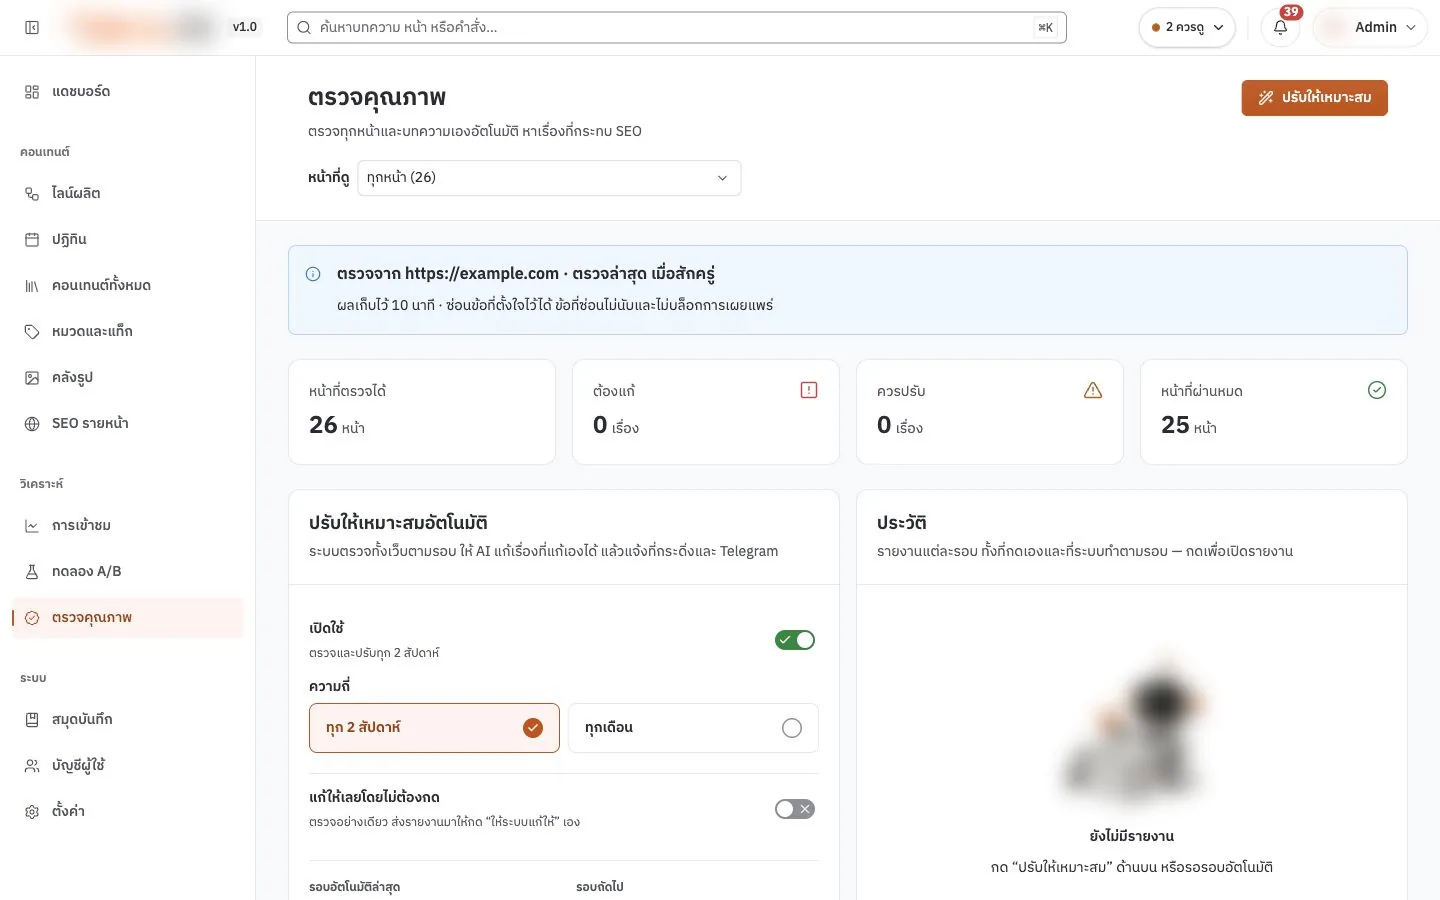 v1.0
ค้นหาบทความ หน้า หรือคำสั่ง...
⌘K
2 ควรดู
39
Admin
แดชบอร์ด
คอนเทนต์
ไลน์ผลิต
ปฏิทิน
คอนเทนต์ทั้งหมด
หมวดและแท็ก
คลังรูป
SEO รายหน้า
วิเคราะห์
การเข้าชม
ทดลอง A/B
ตรวจคุณภาพ
ระบบ
สมุดบันทึก
บัญชีผู้ใช้
ตั้งค่า
ตรวจคุณภาพ
ตรวจทุกหน้าและบทความเองอัตโนมัติ หาเรื่องที่กระทบ SEO
ปรับให้เหมาะสม
หน้าที่ดู
ทุกหน้า (26)
ตรวจจาก https://example.com · ตรวจล่าสุด เมื่อสักครู่
ผลเก็บไว้ 10 นาที · ซ่อนข้อที่ตั้งใจไว้ได้ ข้อที่ซ่อนไม่นับและไม่บล็อกการเผยแพร่
หน้าที่ตรวจได้
26 หน้า
ต้องแก้
0 เรื่อง
ควรปรับ
0 เรื่อง
หน้าที่ผ่านหมด
25 หน้า
ปรับให้เหมาะสมอัตโนมัติ
ระบบตรวจทั้งเว็บตามรอบ ให้ AI แก้เรื่องที่แก้เองได้ แล้วแจ้งที่กระดิ่งและ Telegram
เปิดใช้
ตรวจและปรับทุก 2 สัปดาห์
ความถี่
ทุก 2 สัปดาห์
ทุกเดือน
แก้ให้เลยโดยไม่ต้องกด
ตรวจอย่างเดียว ส่งรายงานมาให้กด “ให้ระบบแก้ให้” เอง
รอบอัตโนมัติล่าสุด
รอบถัดไป
ประวัติ
รายงานแต่ละรอบ ทั้งที่กดเองและที่ระบบทำตามรอบ — กดเพื่อเปิดรายงาน
ยังไม่มีรายงาน
กด “ปรับให้เหมาะสม” ด้านบน หรือรอรอบอัตโนมัติ